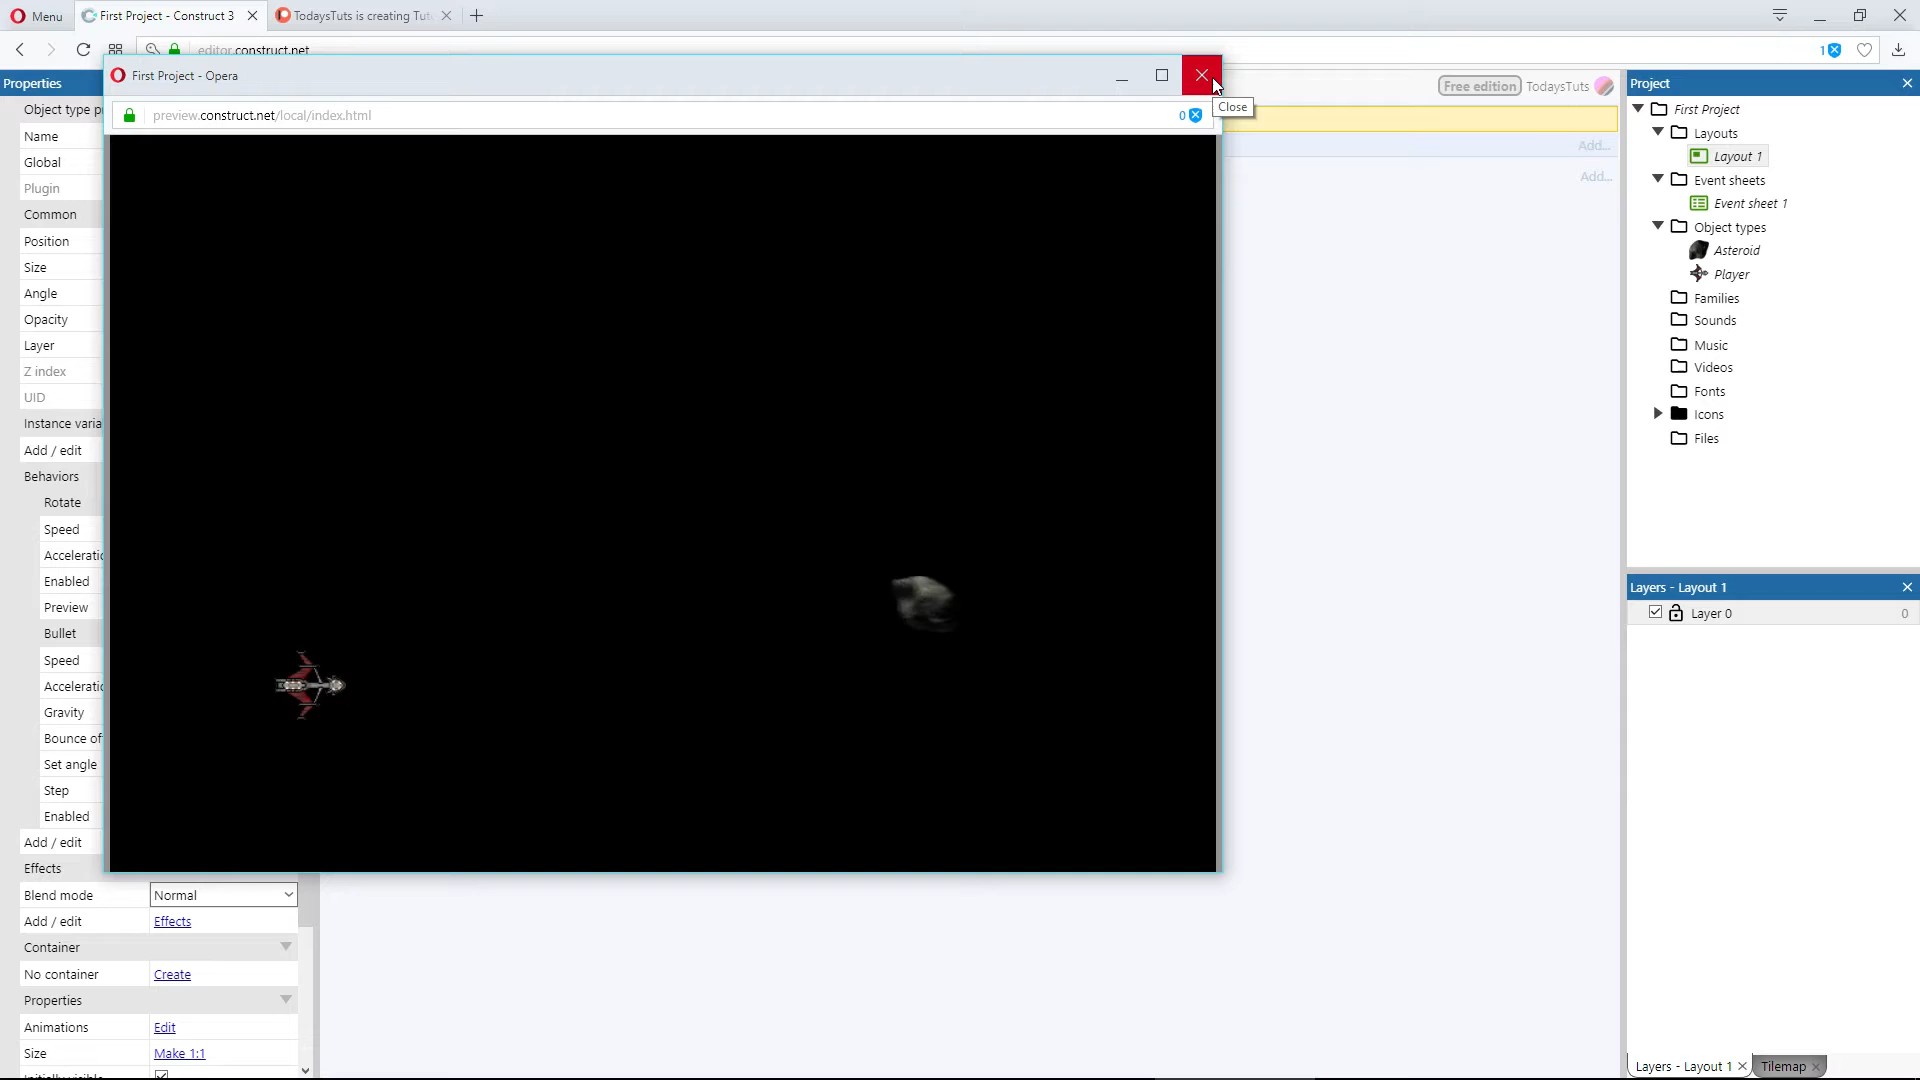 Menu
First Project - Construct 3
TodaysTuts is creating Tut
editor.construct.net
1
Properties
First Project - Opera
preview.construct.net/local/index.html
0
Close
Free edition
TodaysTuts
Object type p
Name
Global
Plugin
Common
Position
Size
Angle
Opacity
Layer
Z index
UID
Instance varia
Add / edit
Behaviors
Rotate
Speed
Acceleratic
Enabled
Preview
Bullet
Speed
Acceleratic
Gravity
Bounce of
Set angle
Step
Enabled
Add / edit
Effects
Blend mode Normal
Add / edit Effects
Container
No container Create
Properties
Animations Edit
Size Make 1:1
Add...
Add...
Project
First Project
Layouts
Layout 1
Event sheets
Event sheet 1
Object types
Asteroid
Player
Families
Sounds
Music
Videos
Fonts
Icons
Files
Layers - Layout 1
Layer 0 0
Layers - Layout 1
Tilemap